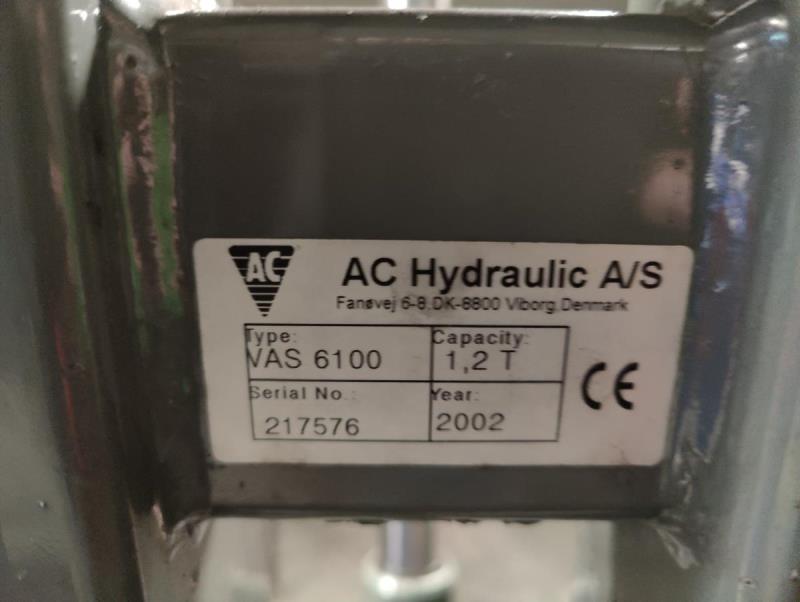 AC
AC Hydraulic A/S
Fanøvej 6-8.DK-8800 Viborg.Denmark
Type: Capacity:
VAS 6100 1,2 T
Serial No.: Year:
217576 2002
CE